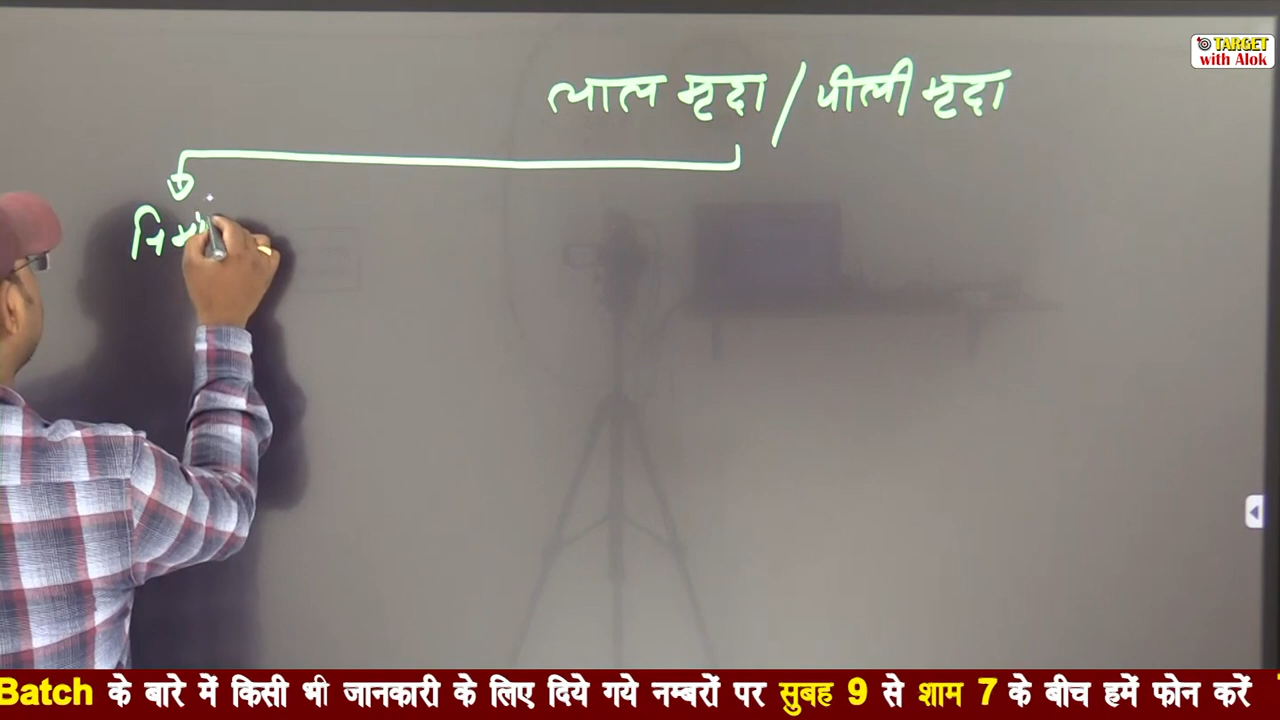 TARGET
with Alok
लाल मृदा / पीली मृदा
Batch के बारे में किसी भी जानकारी के लिए दिये गये नम्बरों पर सुबह 9 से शाम 7 के बीच हमें फोन करें